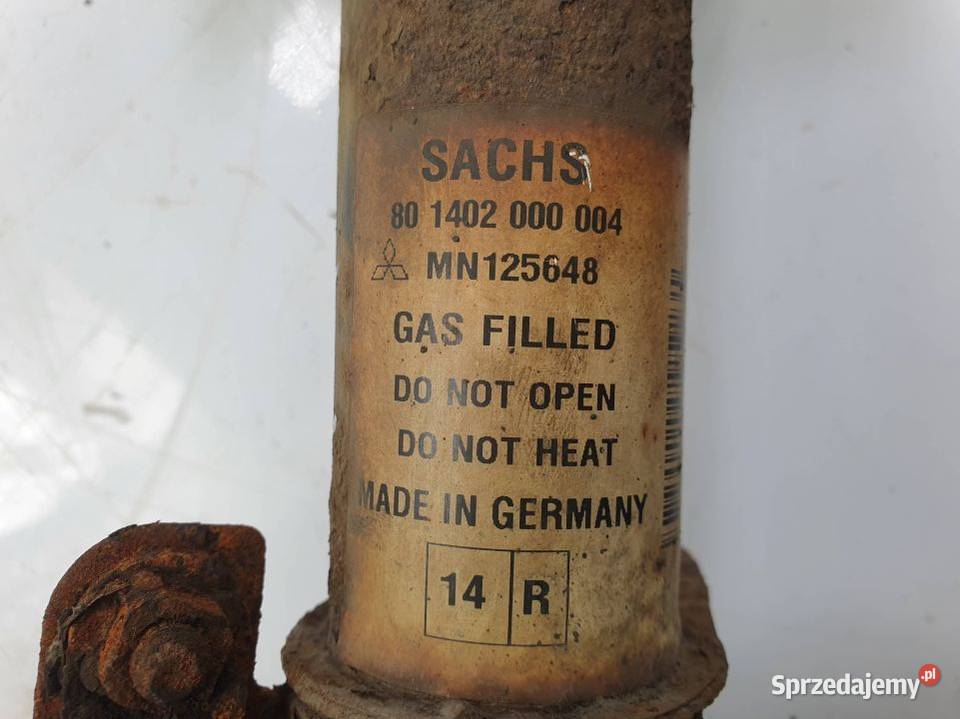 SACHS
80 1402 000 004
MN125648
GAS FILLED
DO NOT OPEN
DO NOT HEAT
MADE IN GERMANY
14 R
Sprzedajemy.pl